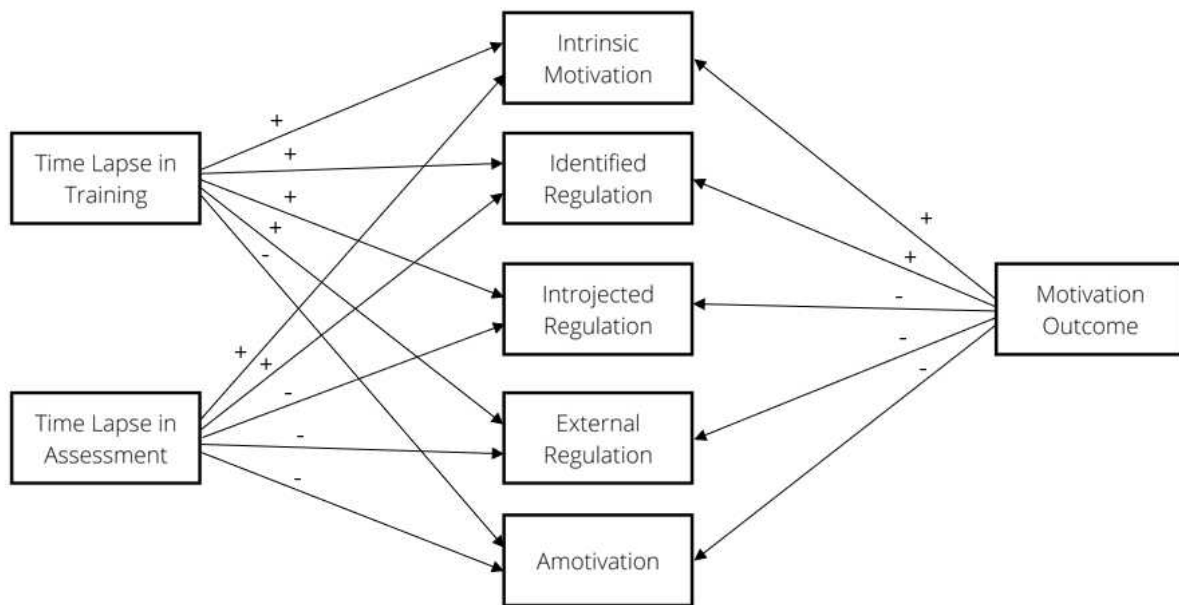 Intrinsic
Motivation
+
+
Time Lapse in
Training
Identified
Regulation
+
+
+
-
+
-
Introjected
Regulation
Motivation
Outcome
+
+
-
-
Time Lapse in
Assessment
-
-
External
Regulation
-
Amotivation